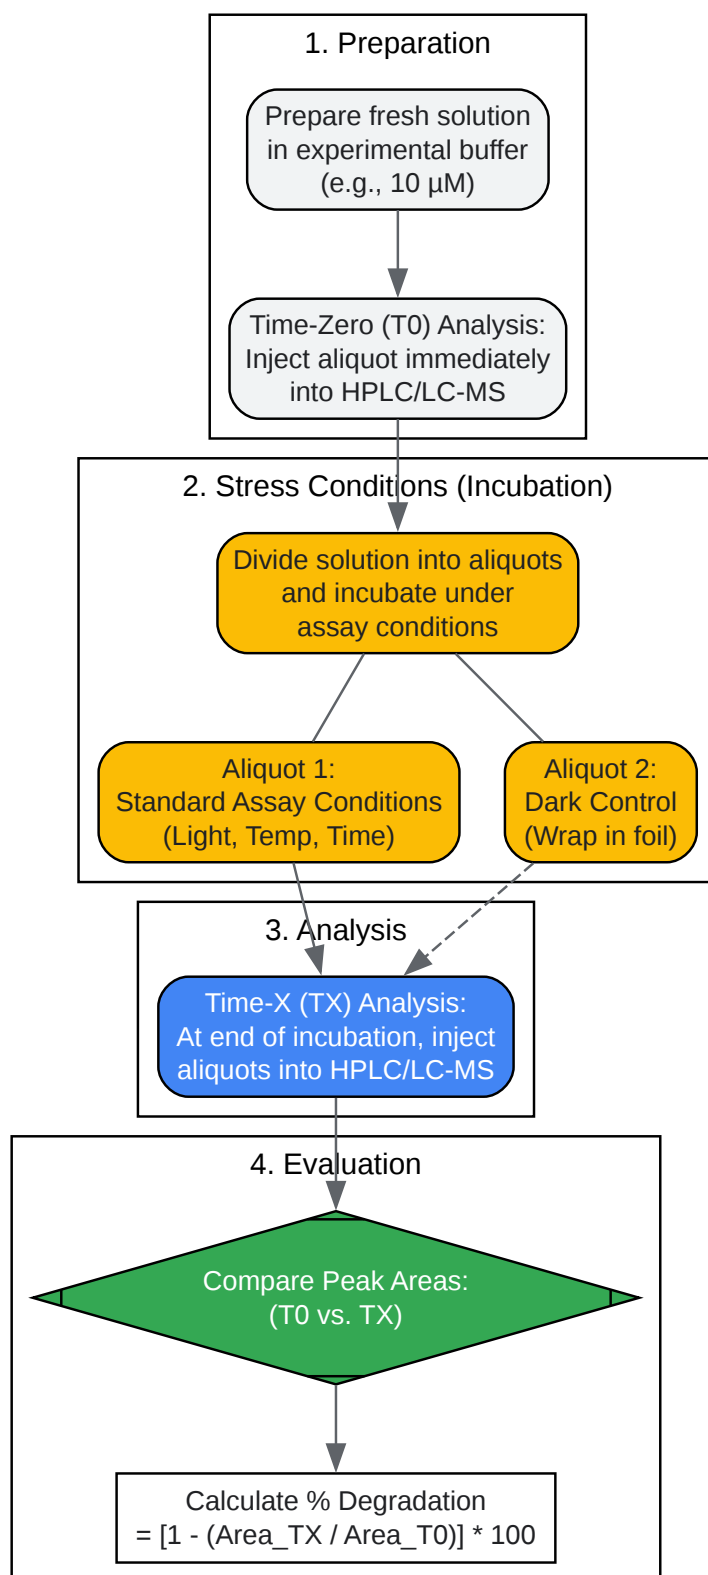 1. Preparation
Prepare fresh solution
in experimental buffer
(e.g., 10 µM)
Time-Zero (T0) Analysis:
Inject aliquot immediately
into HPLC/LC-MS
2. Stress Conditions (Incubation)
Divide solution into aliquots
and incubate under
assay conditions
Aliquot 1:
Standard Assay Conditions
(Light, Temp, Time)
Aliquot 2:
Dark Control
(Wrap in foil)
3. Analysis
Time-X (TX) Analysis:
At end of incubation, inject
aliquots into HPLC/LC-MS
4. Evaluation
Compare Peak Areas:
(T0 vs. TX)
Calculate % Degradation
= [1 - (Area_TX / Area_T0)] * 100